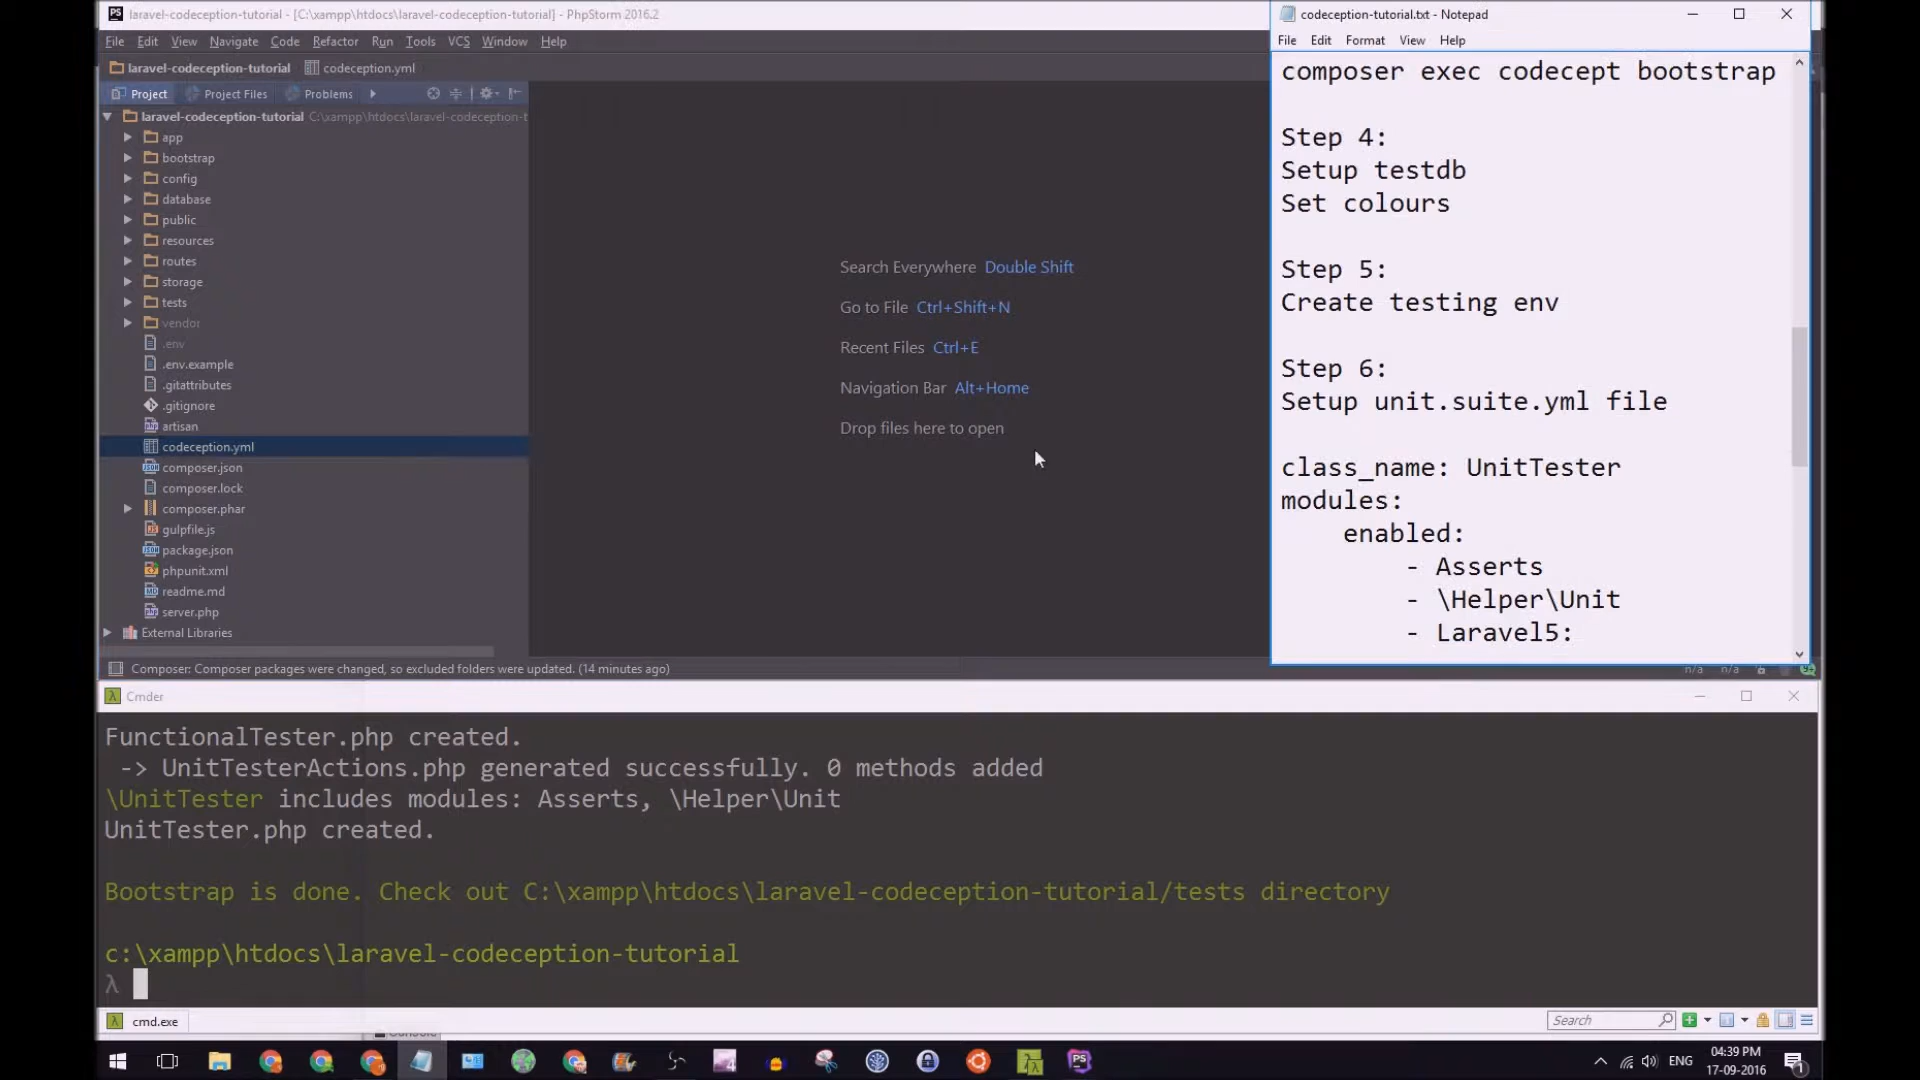 laravel-codeception-tutorial - [C:\xampp\htdocs\laravel-codeception-tutorial] - PhpStorm 2016.2
File Edit View Navigate Code Refactor Run Tools VCS Window Help
laravel-codeception-tutorial codeception.yml
Project Project Files Problems
laravel-codeception-tutorial C:\xampp\htdocs\laravel-codeception-t
app
bootstrap
config
database
public
resources
routes
storage
tests
vendor
.env
.env.example
.gitattributes
.gitignore
artisan
codeception.yml
composer.json
composer.lock
composer.phar
gulpfile.js
package.json
phpunit.xml
readme.md
server.php
External Libraries
Search Everywhere Double Shift
Go to File Ctrl+Shift+N
Recent Files Ctrl+E
Navigation Bar Alt+Home
Drop files here to open
Composer: Composer packages were changed, so excluded folders were updated. (14 minutes ago)
n/a n/a
codeception-tutorial.txt - Notepad
File Edit Format View Help
composer exec codecept bootstrap
Step 4:
Setup testdb
Set colours
Step 5:
Create testing env
Step 6:
Setup unit.suite.yml file
class_name: UnitTester
modules:
enabled:
- Asserts
- \Helper\Unit
- Laravel5:
Cmder
FunctionalTester.php created.
-> UnitTesterActions.php generated successfully. 0 methods added
\UnitTester includes modules: Asserts, \Helper\Unit
UnitTester.php created.
Bootstrap is done. Check out C:\xampp\htdocs\laravel-codeception-tutorial/tests directory
c:\xampp\htdocs\laravel-codeception-tutorial
λ
cmd.exe
Search
ENG
04:39 PM
17-09-2016